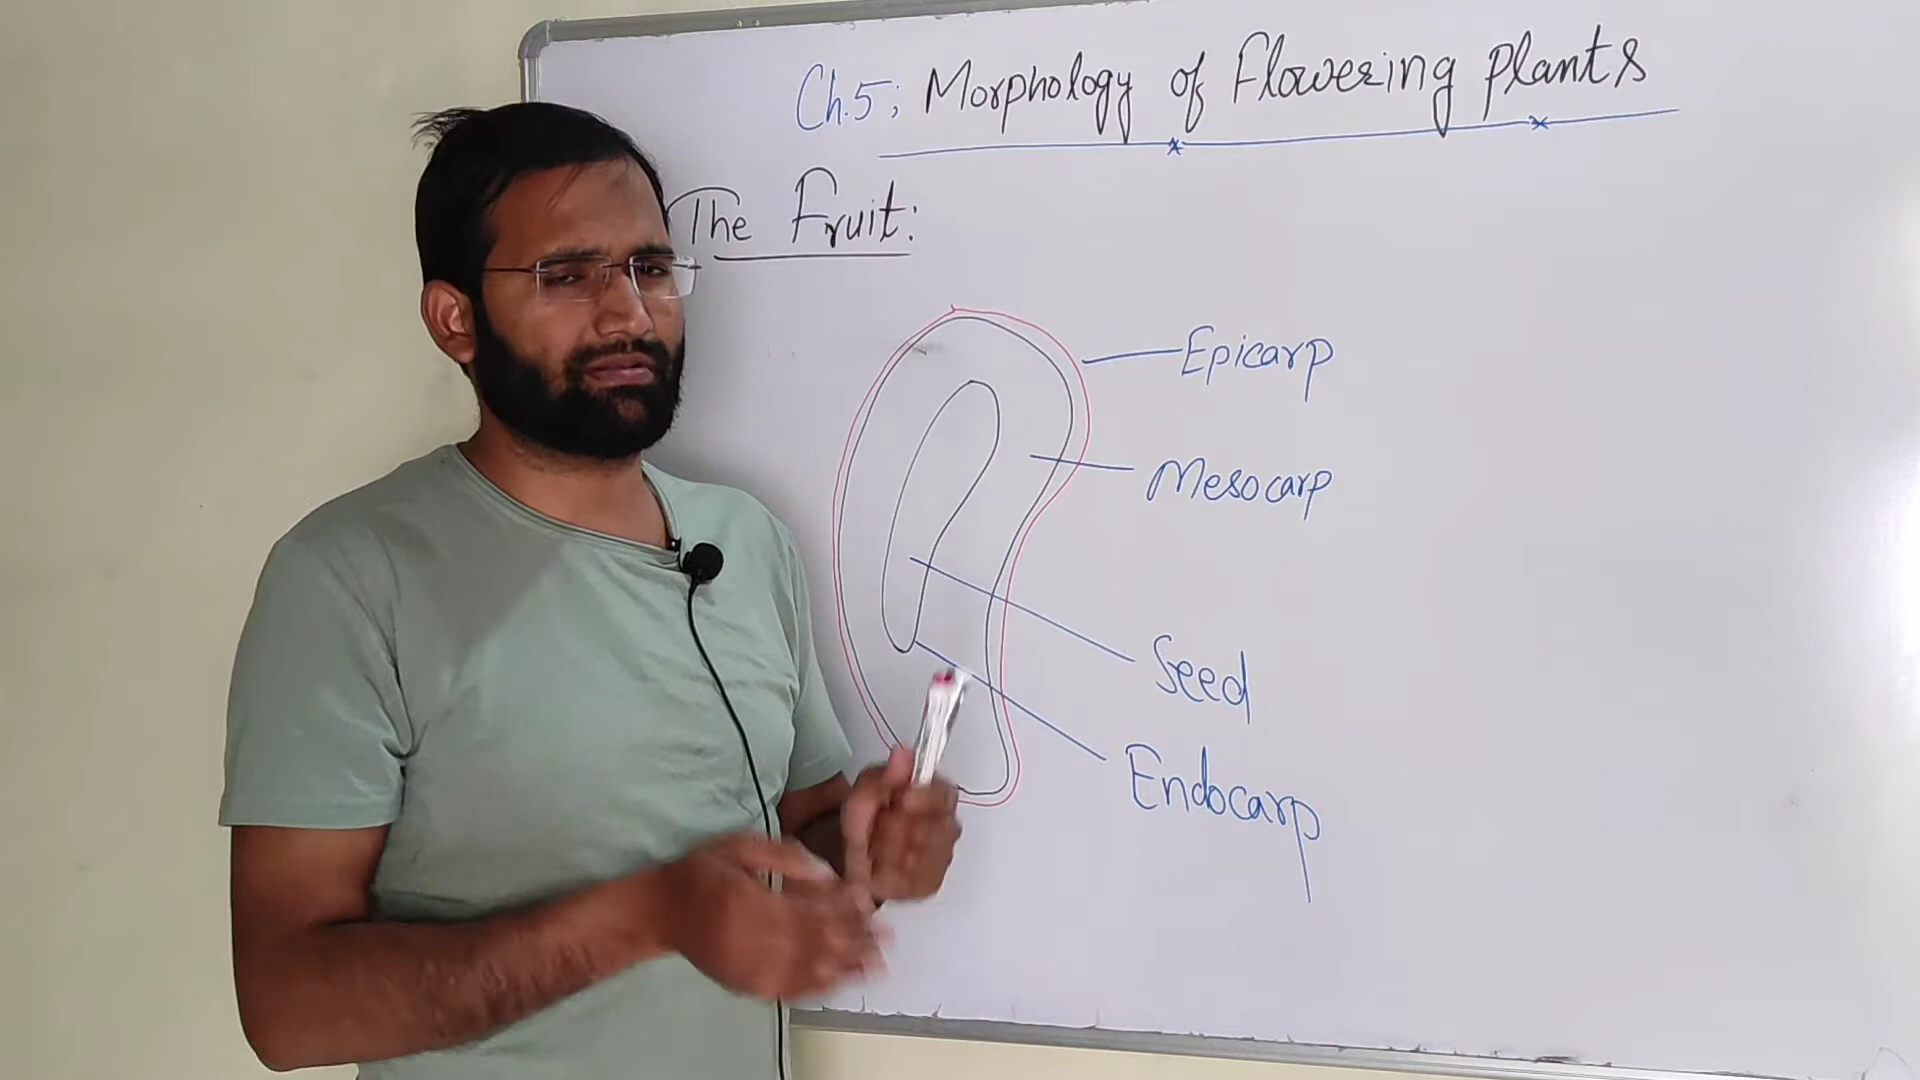 Ch.5; Morphology of Flowering plants
The Fruit:
Epicarp
Mesocarp
Seed
Endocarp